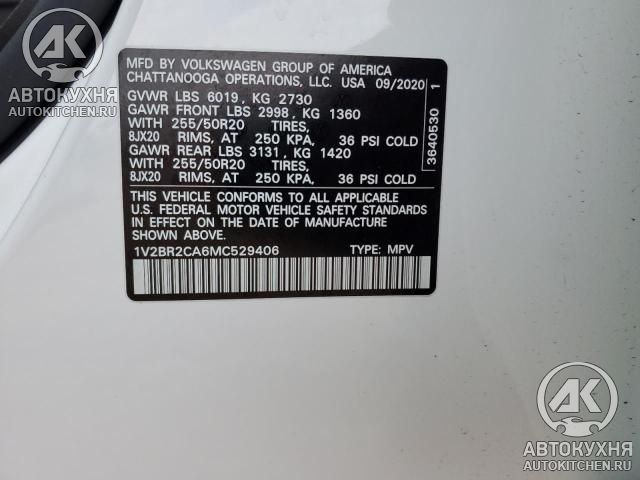 MFD BY VOLKSWAGEN GROUP OF AMERICA
CHATTANOOGA OPERATIONS, LLC. USA 09/2020
GVWR LBS 6019, KG 2730
GAWR FRONT LBS 2998, KG 1360
WITH 255/50R20 TIRES,
8JX20 RIMS, AT 250 KPA, 36 PSI COLD
GAWR REAR LBS 3131, KG 1420
WITH 255/50R20 TIRES,
8JX20 RIMS, AT 250 KPA, 36 PSI COLD
THIS VEHICLE CONFORMS TO ALL APPLICABLE
U.S. FEDERAL MOTOR VEHICLE SAFETY STANDARDS
IN EFFECT ON THE DATE OF MANUFACTURE
SHOWN ABOVE.
1V2BR2CA6MC529406 TYPE: MPV
3640530 1
АК
АВТОКУХНЯ
AUTOKITCHEN.RU
АК
АВТОКУХНЯ
AUTOKITCHEN.RU